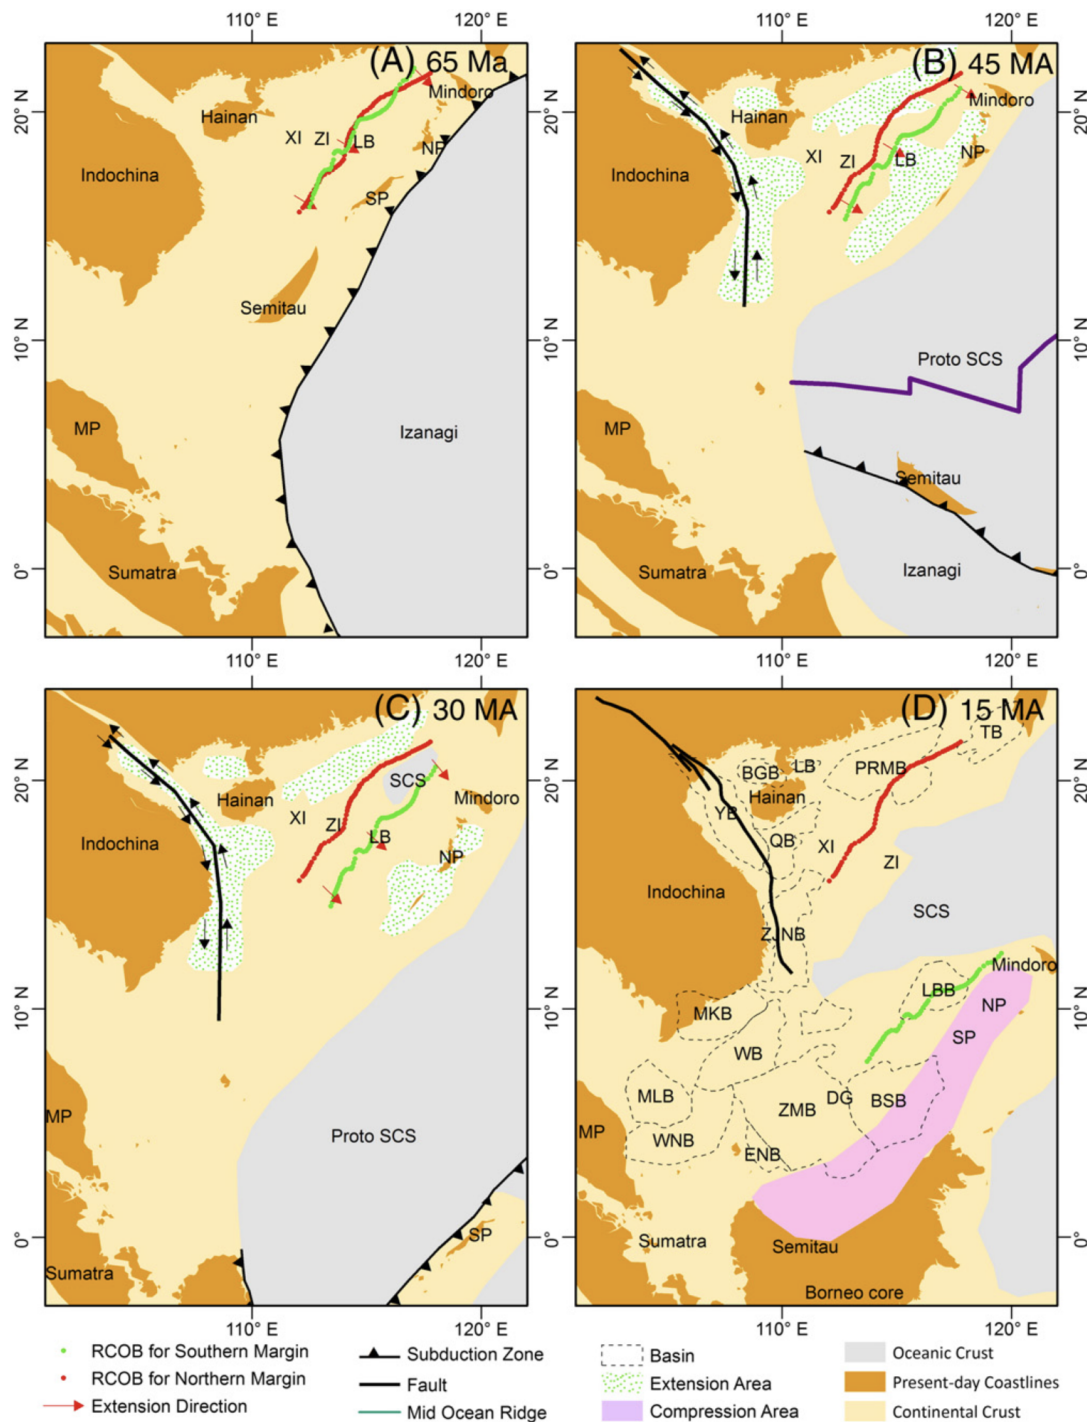 110° E 120° E
(A) 65 Ma
Mindoro
20° N
Hainan
XI ZI LB
NP
Indochina
SP
Semitau
10° N
MP
Izanagi
0°
Sumatra
110° E 120° E
(B) 45 MA
Mindoro
20° N
Hainan
XI ZI LB
NP
Indochina
10° N
Proto SCS
MP
Semitau
Sumatra
Izanagi
0°
110° E 120° E
(C) 30 MA
20° N
SCS
Hainan
Mindoro
XI ZI LB
NP
Indochina
10° N
MP
Proto SCS
SP
0°
Sumatra
110° E 120° E
(D) 15 MA
TB
PRMB
BGB LB
20° N
Hainan
YB
QB
XI
ZI
Indochina
SCS
ZJNB
Mindoro
LBB
10° N
MKB
NP
SP
WB
MLB
DG
BSB
ZMB
MP
WNB
ENB
0°
Sumatra
Semitau
Borneo core
110° E 120° E
RCOB for Southern Margin
RCOB for Northern Margin
Extension Direction
Subduction Zone
Fault
Mid Ocean Ridge
Basin
Extension Area
Compression Area
Oceanic Crust
Present-day Coastlines
Continental Crust